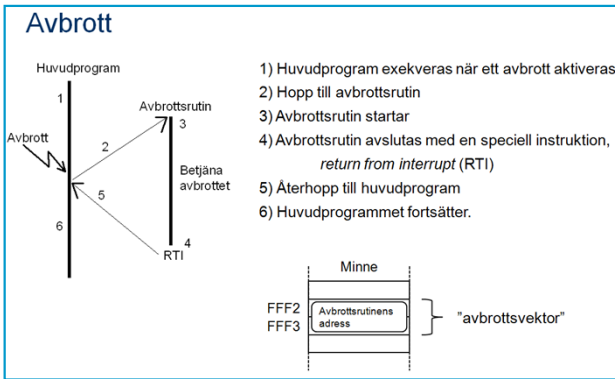 Avbrott
Huvudprogram
1
Avbrottsrutin
3
Avbrott
2
Betjäna
avbrottet
5
6
4
RTI
1) Huvudprogram exekveras när ett avbrott aktiveras
2) Hopp till avbrottsrutin
3) Avbrottsrutin startar
4) Avbrottsrutin avslutas med en speciell instruktion,
return from interrupt (RTI)
5) Återhopp till huvudprogram
6) Huvudprogrammet fortsätter.
Minne
FFF2
FFF3
Avbrottsrutinens
adress
"avbrottsvektor"